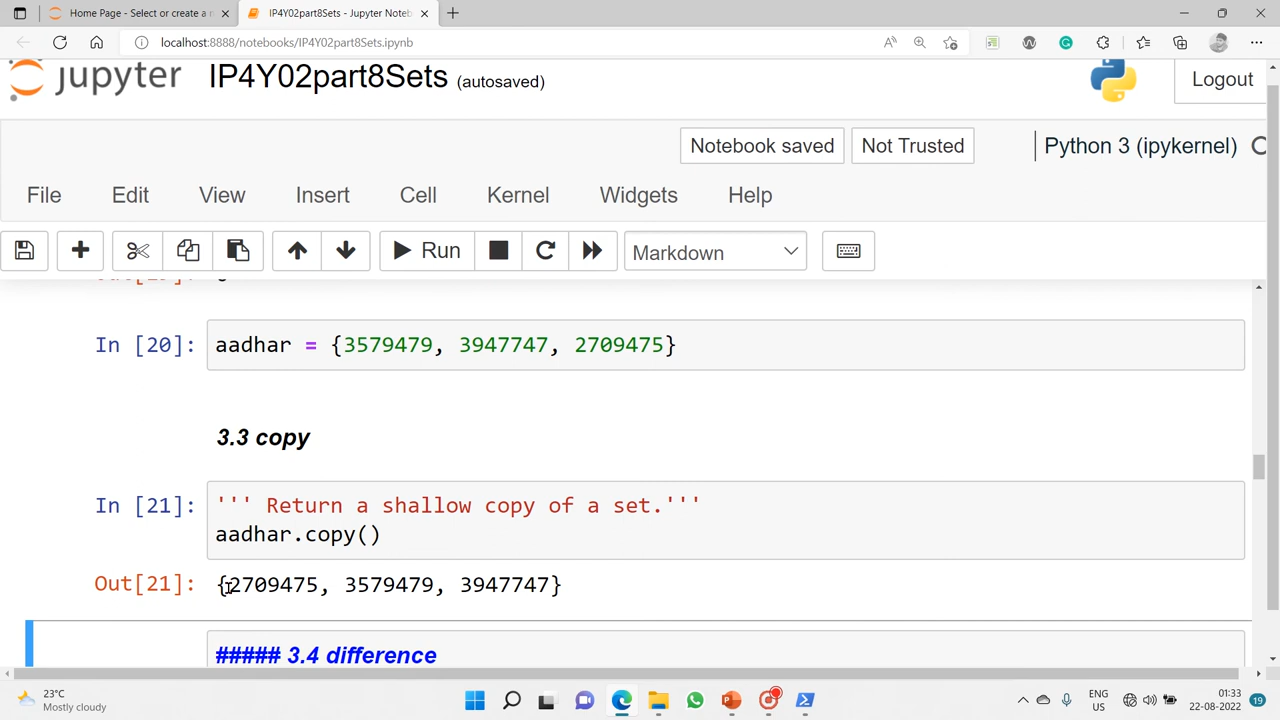 Home Page - Select or create a n
IP4Y02part8Sets - Jupyter Noteb
localhost:8888/notebooks/IP4Y02part8Sets.ipynb
jupyter IP4Y02part8Sets (autosaved)
Logout
Notebook saved
Not Trusted
Python 3 (ipykernel)
File Edit View Insert Cell Kernel Widgets Help
Run
Markdown
In [20]: aadhar = {3579479, 3947747, 2709475}
3.3 copy
In [21]: ''' Return a shallow copy of a set.'''
aadhar.copy()
Out[21]: {2709475, 3579479, 3947747}
##### 3.4 difference
23°C
Mostly cloudy
ENG
US
01:33
22-08-2022
19